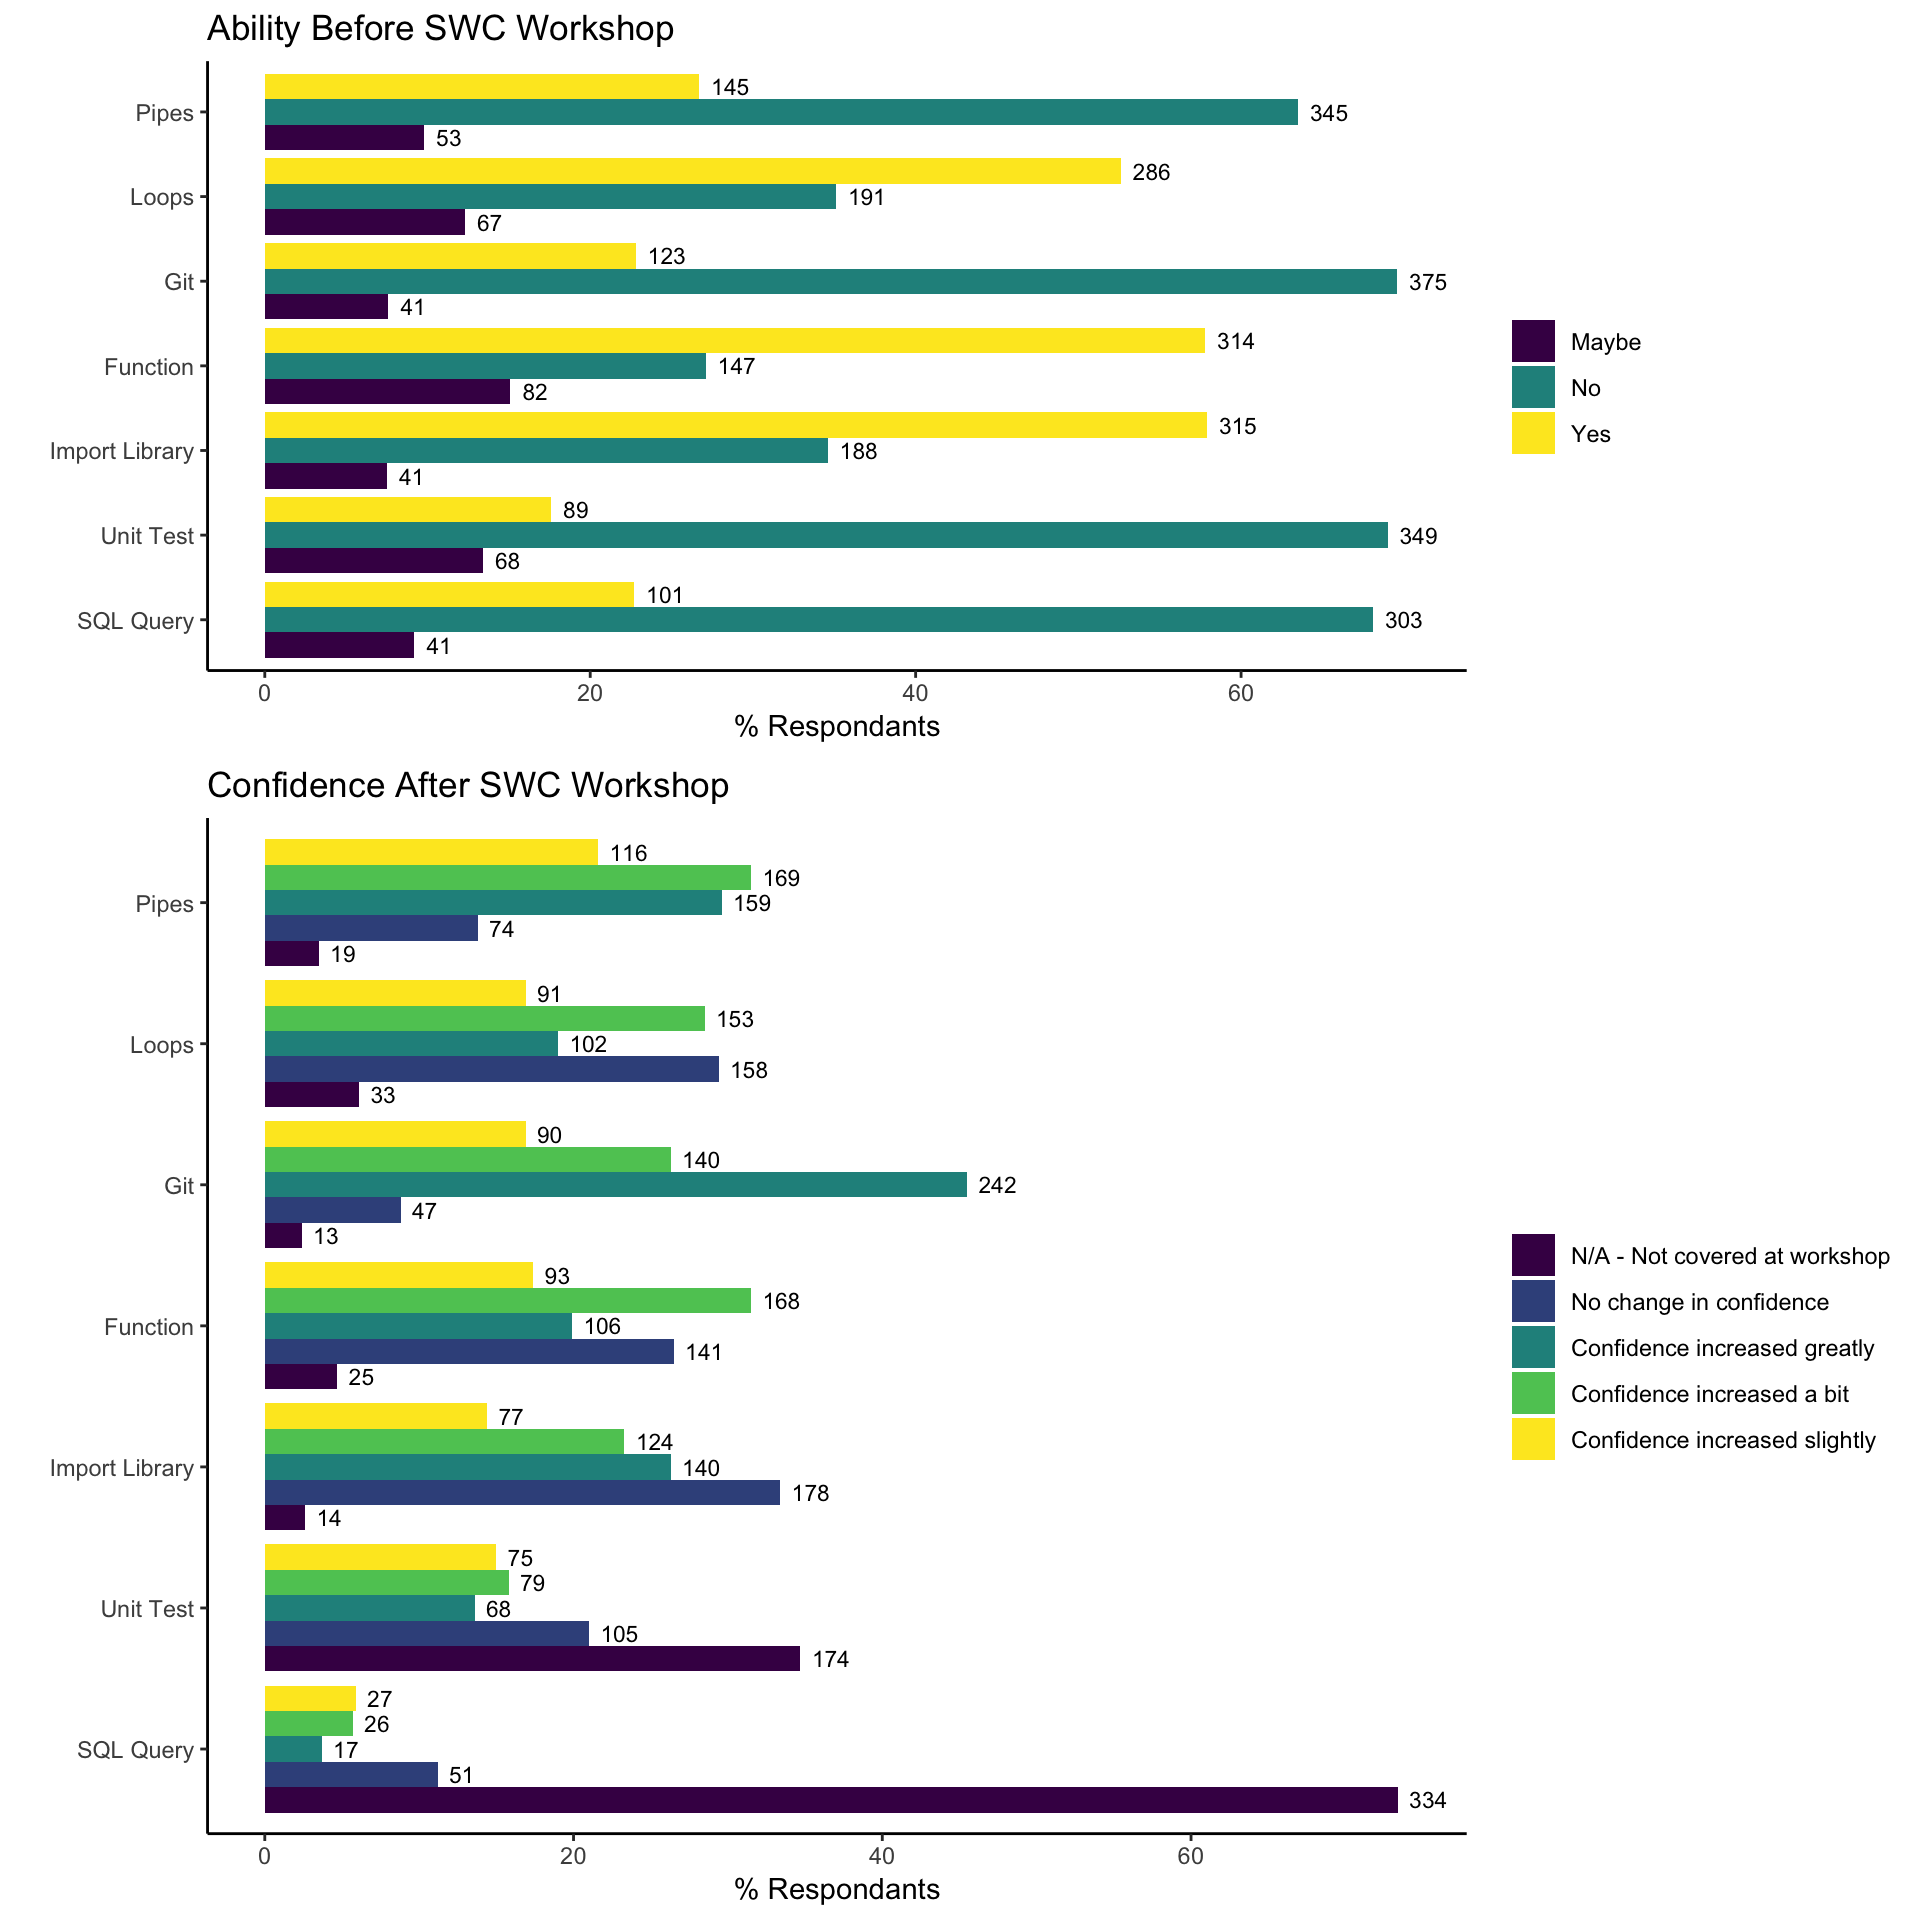 Ability Before SWC Workshop
Pipes
145
345
53
Loops
286
191
67
Git
123
375
41
Function
314
147
82
Import Library
315
188
41
Unit Test
89
349
68
SQL Query
101
303
41
0 20 40 60
% Respondants
Maybe
No
Yes
Confidence After SWC Workshop
Pipes
116
169
159
74
19
Loops
91
153
102
158
33
Git
90
140
242
47
13
Function
93
168
106
141
25
Import Library
77
124
140
178
14
Unit Test
75
79
68
105
174
SQL Query
27
26
17
51
334
0 20 40 60
% Respondants
N/A - Not covered at workshop
No change in confidence
Confidence increased greatly
Confidence increased a bit
Confidence increased slightly